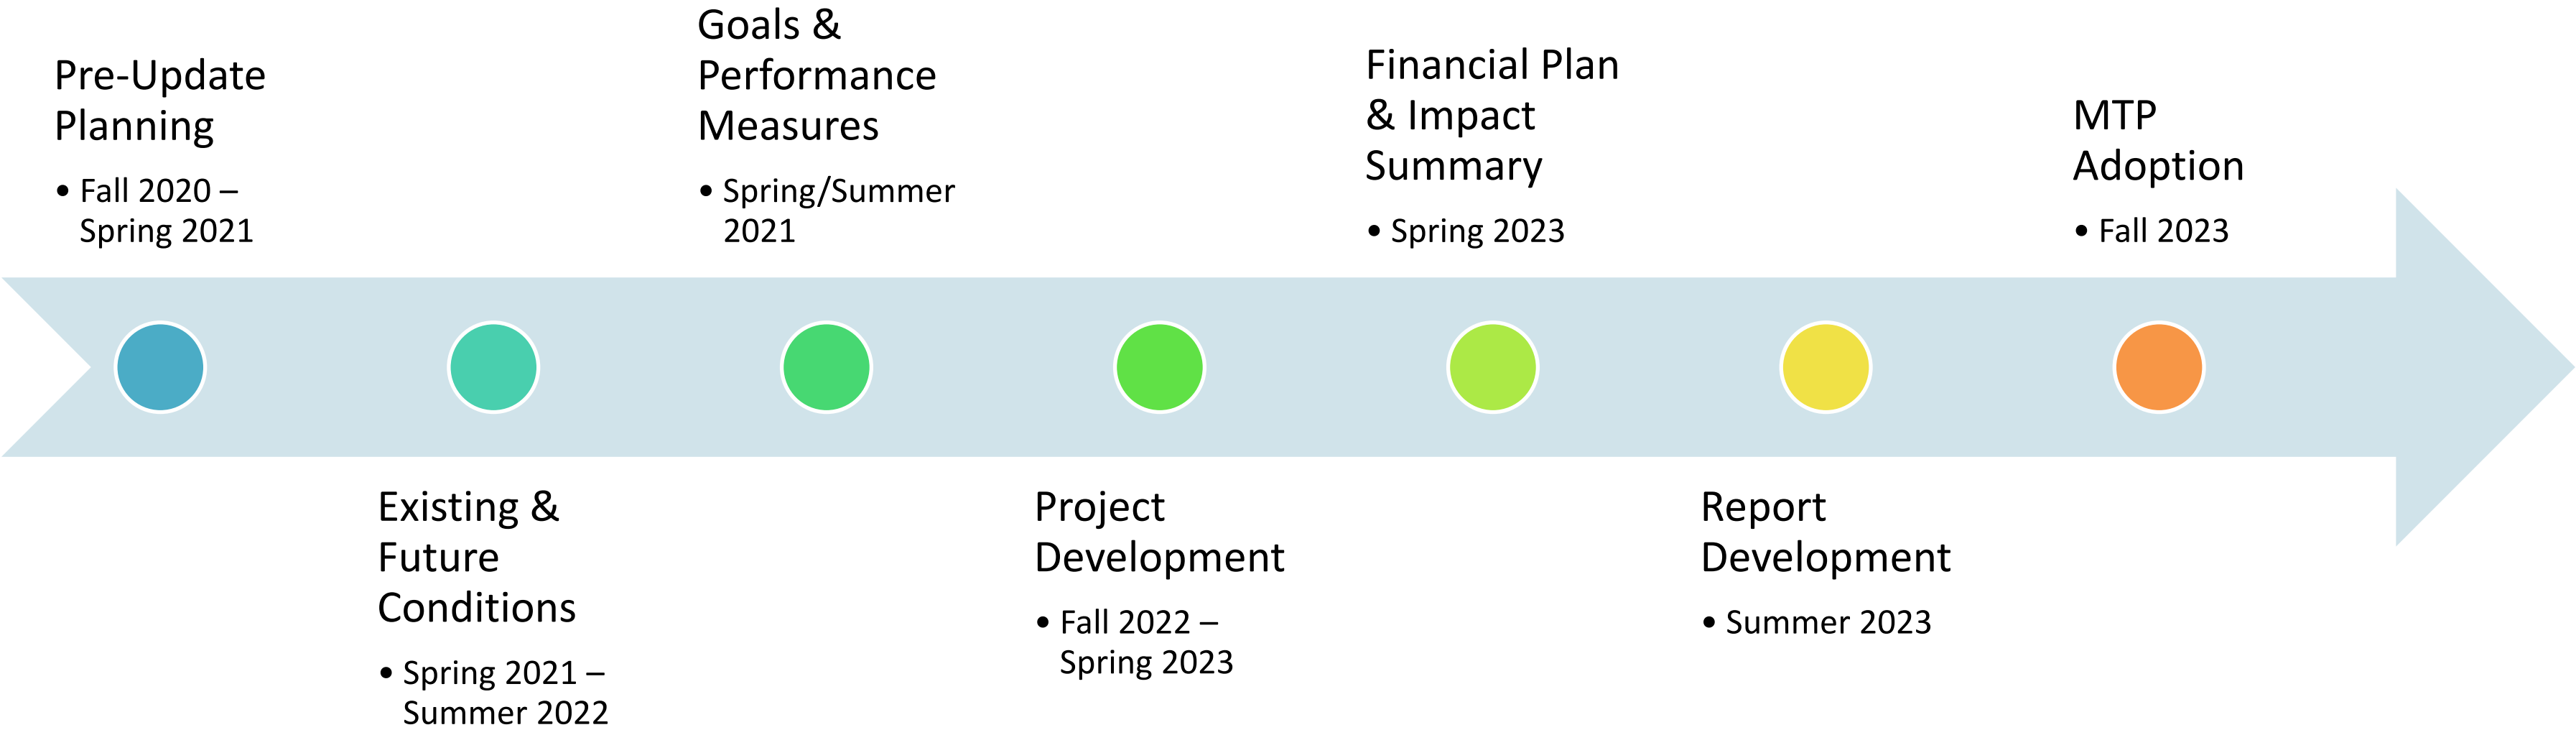 Pre-Update
Planning
• Fall 2020 –
Spring 2021
Existing &
Future
Conditions
• Spring 2021 –
Summer 2022
Goals &
Performance
Measures
• Spring/Summer
2021
Project
Development
• Fall 2022 –
Spring 2023
Financial Plan
& Impact
Summary
• Spring 2023
Report
Development
• Summer 2023
MTP
Adoption
• Fall 2023